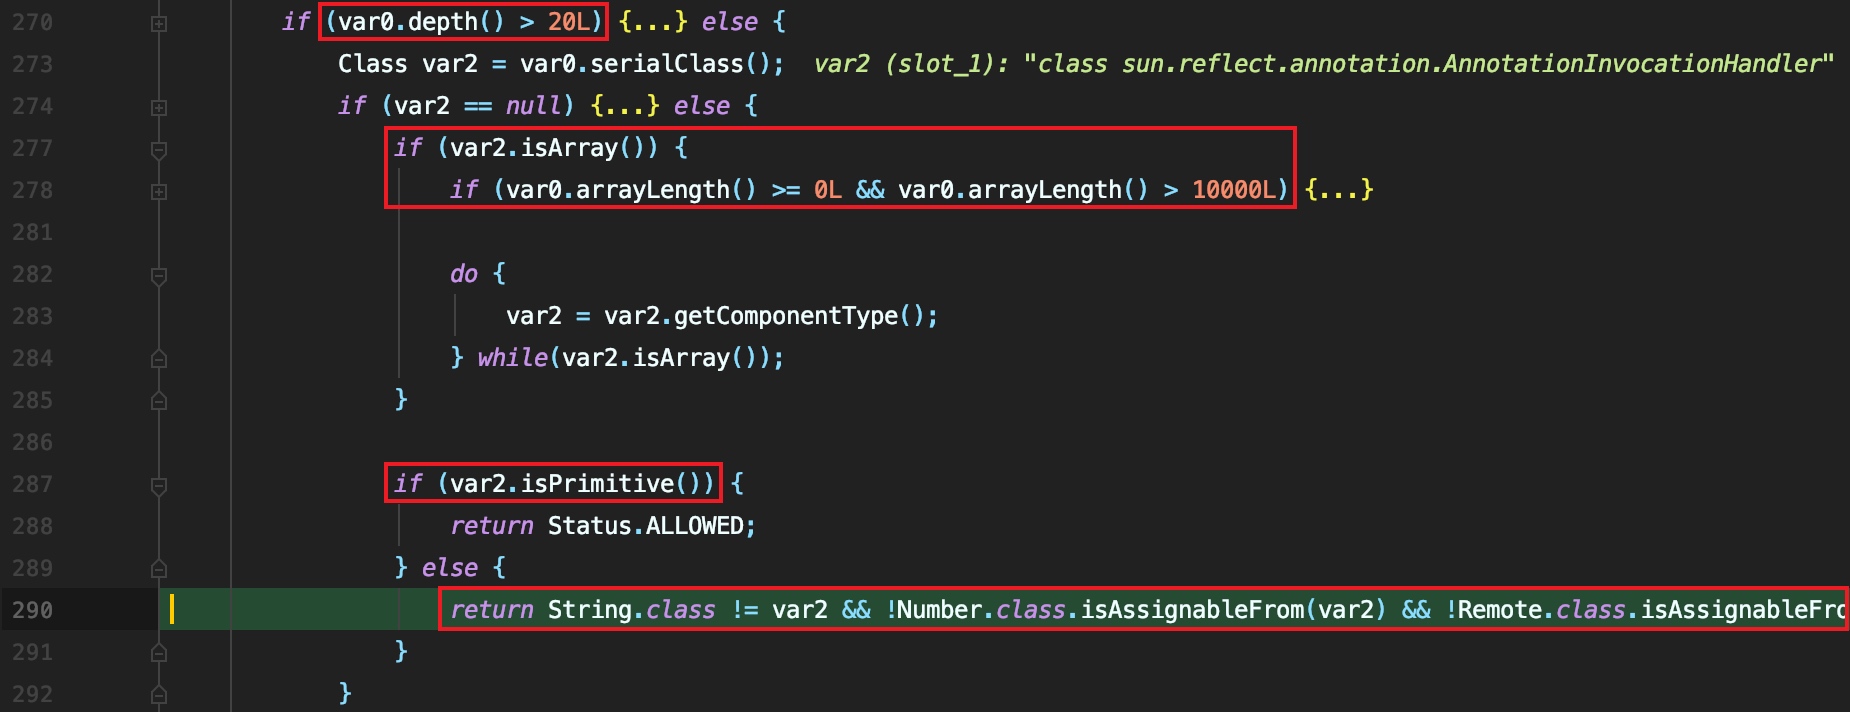 270 if (var0.depth() > 20L) {...} else {
273 Class var2 = var0.serialClass(); var2 (slot_1): "class sun.reflect.annotation.AnnotationInvocationHandler"
274 if (var2 == null) {...} else {
277 if (var2.isArray()) {
278 if (var0.arrayLength() >= 0L && var0.arrayLength() > 10000L) {...}
281
282 do {
283 var2 = var2.getComponentType();
284 } while(var2.isArray());
285 }
286
287 if (var2.isPrimitive()) {
288 return Status.ALLOWED;
289 } else {
290 return String.class != var2 && !Number.class.isAssignableFrom(var2) && !Remote.class.isAssignableFro
291 }
292 }